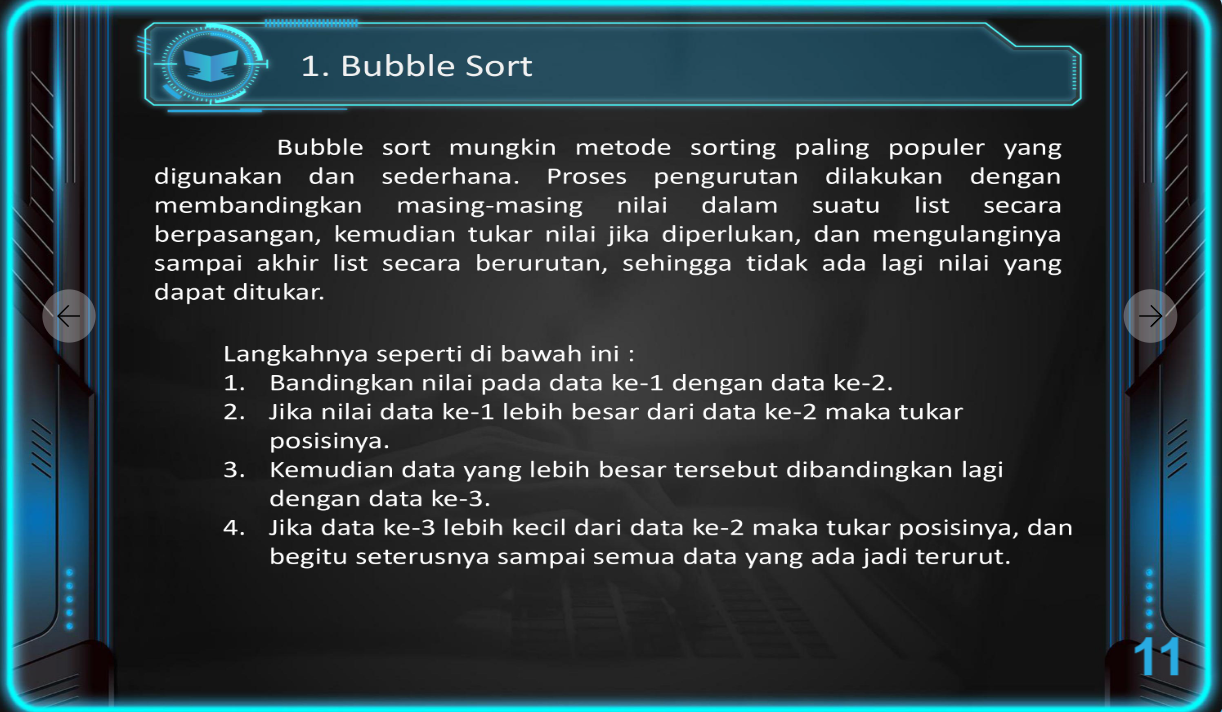 1. Bubble Sort
Bubble sort mungkin metode sorting paling populer yang
digunakan dan sederhana. Proses pengurutan dilakukan dengan
membandingkan masing-masing nilai dalam suatu list secara
berpasangan, kemudian tukar nilai jika diperlukan, dan mengulanginya
sampai akhir list secara berurutan, sehingga tidak ada lagi nilai yang
dapat ditukar.
Langkahnya seperti di bawah ini :
1. Bandingkan nilai pada data ke-1 dengan data ke-2.
2. Jika nilai data ke-1 lebih besar dari data ke-2 maka tukar
posisinya.
3. Kemudian data yang lebih besar tersebut dibandingkan lagi
dengan data ke-3.
4. Jika data ke-3 lebih kecil dari data ke-2 maka tukar posisinya, dan
begitu seterusnya sampai semua data yang ada jadi terurut.
11